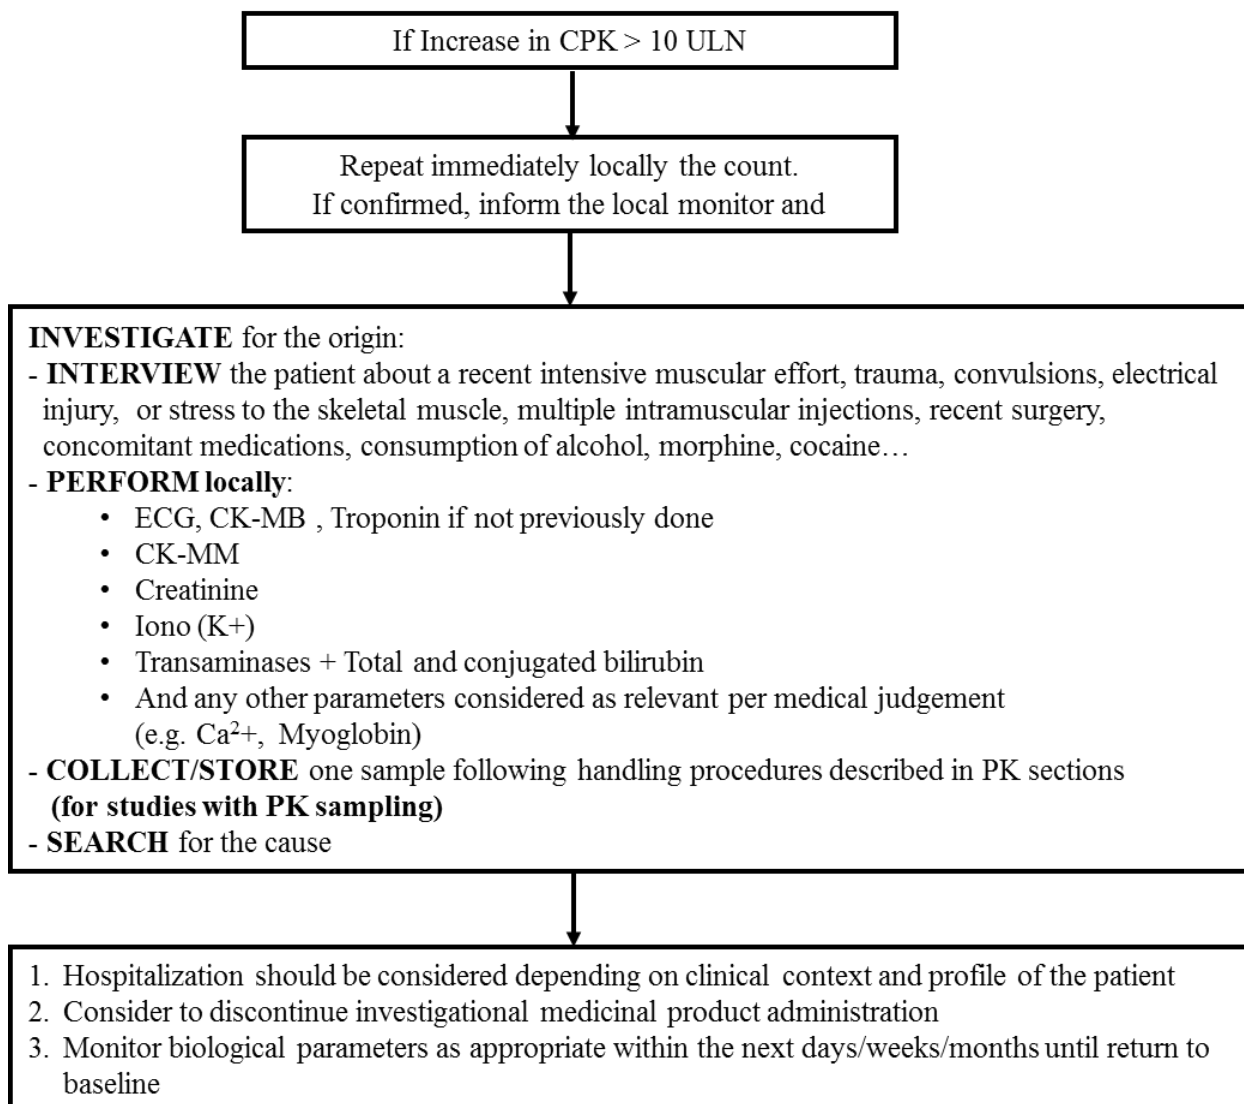 If Increase in CPK > 10 ULN
Repeat immediately locally the count.
If confirmed, inform the local monitor and
INVESTIGATE for the origin:
- INTERVIEW the patient about a recent intensive muscular effort, trauma, convulsions, electrical
injury, or stress to the skeletal muscle, multiple intramuscular injections, recent surgery,
concomitant medications, consumption of alcohol, morphine, cocaine…
- PERFORM locally:
• ECG, CK-MB , Troponin if not previously done
• CK-MM
• Creatinine
• Iono (K+)
• Transaminases + Total and conjugated bilirubin
• And any other parameters considered as relevant per medical judgement
(e.g. Ca²+, Myoglobin)
- COLLECT/STORE one sample following handling procedures described in PK sections
(for studies with PK sampling)
- SEARCH for the cause
1. Hospitalization should be considered depending on clinical context and profile of the patient
2. Consider to discontinue investigational medicinal product administration
3. Monitor biological parameters as appropriate within the next days/weeks/months until return to
baseline